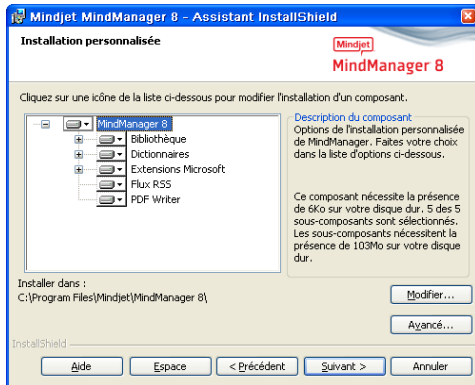 Mindjet MindManager 8 - Assistant InstallShield
Installation personnalisée
Mindjet
MindManager 8
Cliquez sur une icône de la liste ci-dessous pour modifier l'installation d'un composant.
MindManager 8
Bibliothèque
Dictionnaires
Extensions Microsoft
Flux RSS
PDF Writer
Description du composant
Options de l'installation personnalisée
de MindManager. Faites votre choix
dans la liste d'options ci-dessous.
Ce composant nécessite la présence
de 6Ko sur votre disque dur. 5 des 5
sous-composants sont sélectionnés.
Les sous-composants nécessitent la
présence de 103Mo sur votre disque
dur.
Installer dans :
C:\Program Files\Mindjet\MindManager 8\
Modifier...
Avancé...
InstallShield
Aide
Espace
< Précédent
Suivant >
Annuler